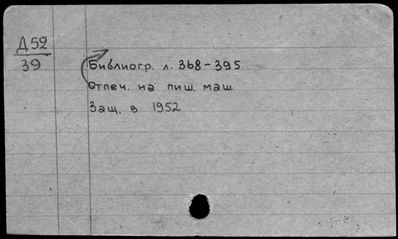 Д52
39
Библиогр. л. 368-395
Отпеч. на пиш. маш.
Защ. в 1952